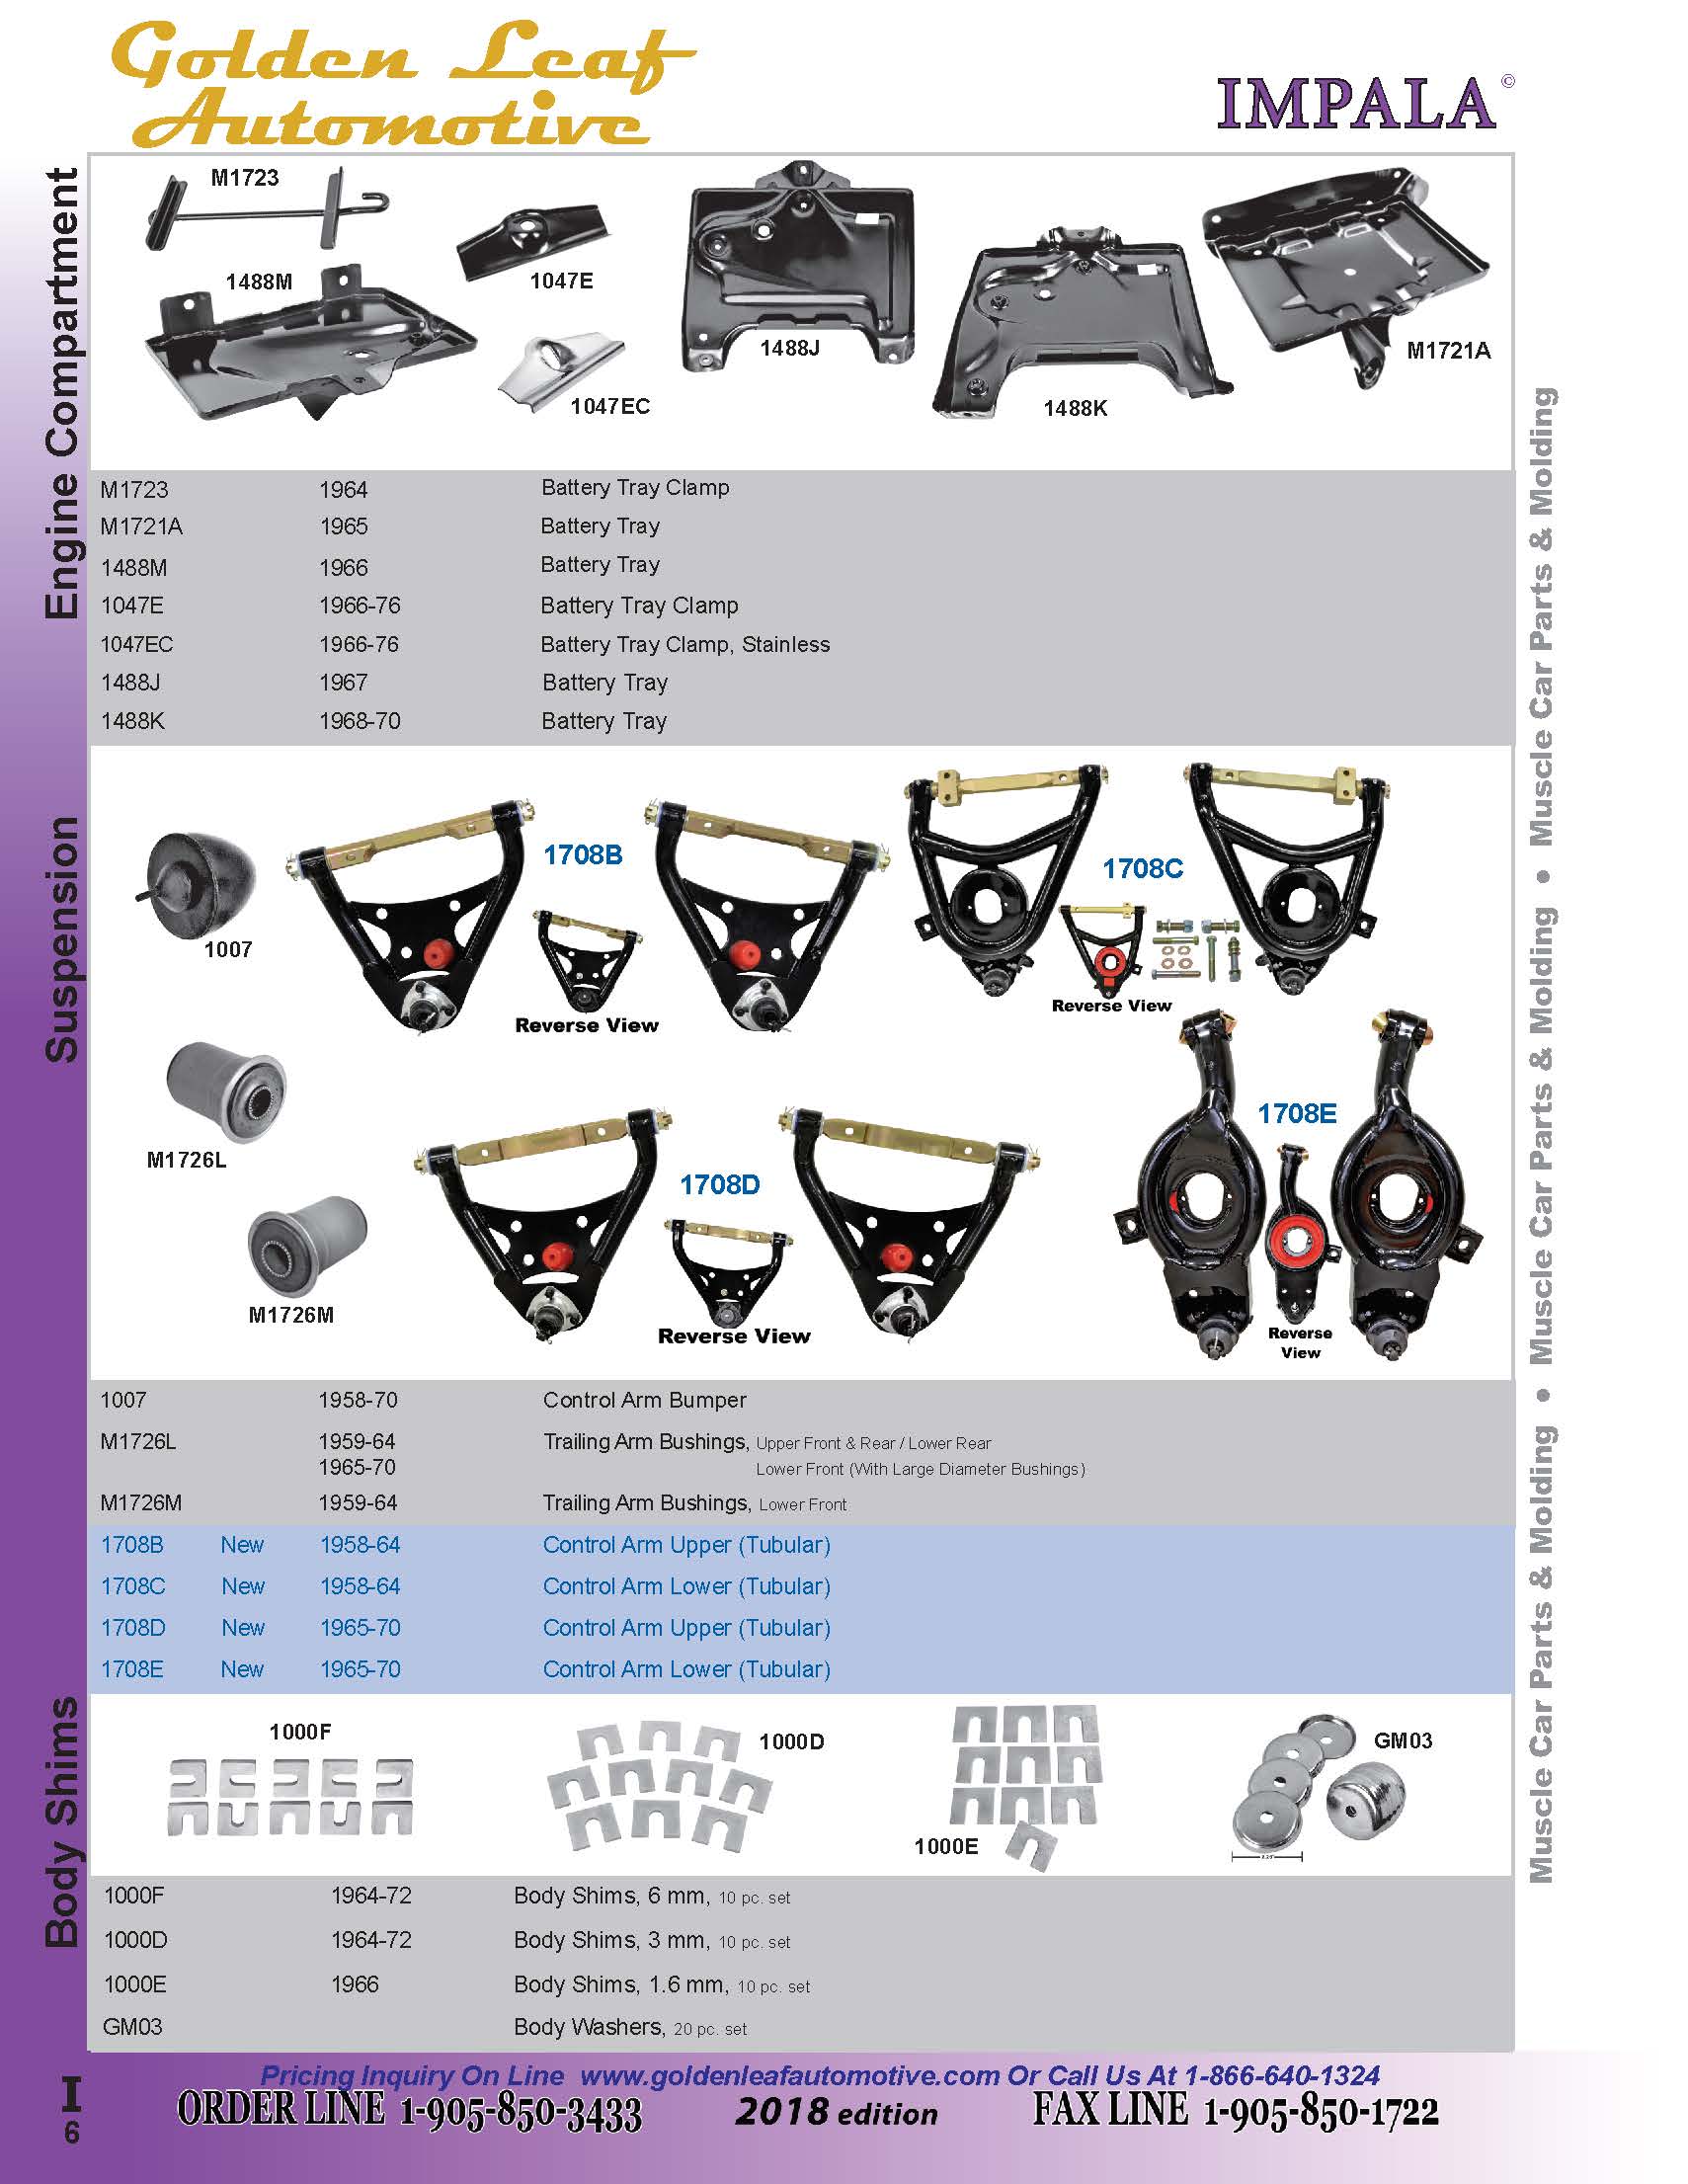 Golden Leaf
Automotive
IMPALA©
Engine Compartment
M1723
1488M
1047E
1047EC
1488J
1488K
M1721A
M1723 1964 Battery Tray Clamp
M1721A 1965 Battery Tray
1488M 1966 Battery Tray
1047E 1966-76 Battery Tray Clamp
1047EC 1966-76 Battery Tray Clamp, Stainless
1488J 1967 Battery Tray
1488K 1968-70 Battery Tray
Suspension
1007
1708B
Reverse View
1708C
Reverse View
M1726L
M1726M
1708D
Reverse View
1708E
Reverse
View
1007 1958-70 Control Arm Bumper
M1726L 1959-64 Trailing Arm Bushings, Upper Front & Rear / Lower Rear
1965-70 Lower Front (With Large Diameter Bushings)
M1726M 1959-64 Trailing Arm Bushings, Lower Front
1708B New 1958-64 Control Arm Upper (Tubular)
1708C New 1958-64 Control Arm Lower (Tubular)
1708D New 1965-70 Control Arm Upper (Tubular)
1708E New 1965-70 Control Arm Lower (Tubular)
Body Shims
1000F
1000D
1000E
GM03
1000F 1964-72 Body Shims, 6 mm, 10 pc. set
1000D 1964-72 Body Shims, 3 mm, 10 pc. set
1000E 1966 Body Shims, 1.6 mm, 10 pc. set
GM03 Body Washers, 20 pc. set
Muscle Car Parts & Molding • Muscle Car Parts & Molding • Muscle Car Parts & Molding
Pricing Inquiry On Line www.goldenleafautomotive.com Or Call Us At 1-866-640-1324
ORDER LINE 1-905-850-3433 2018 edition FAX LINE 1-905-850-1722
I
6